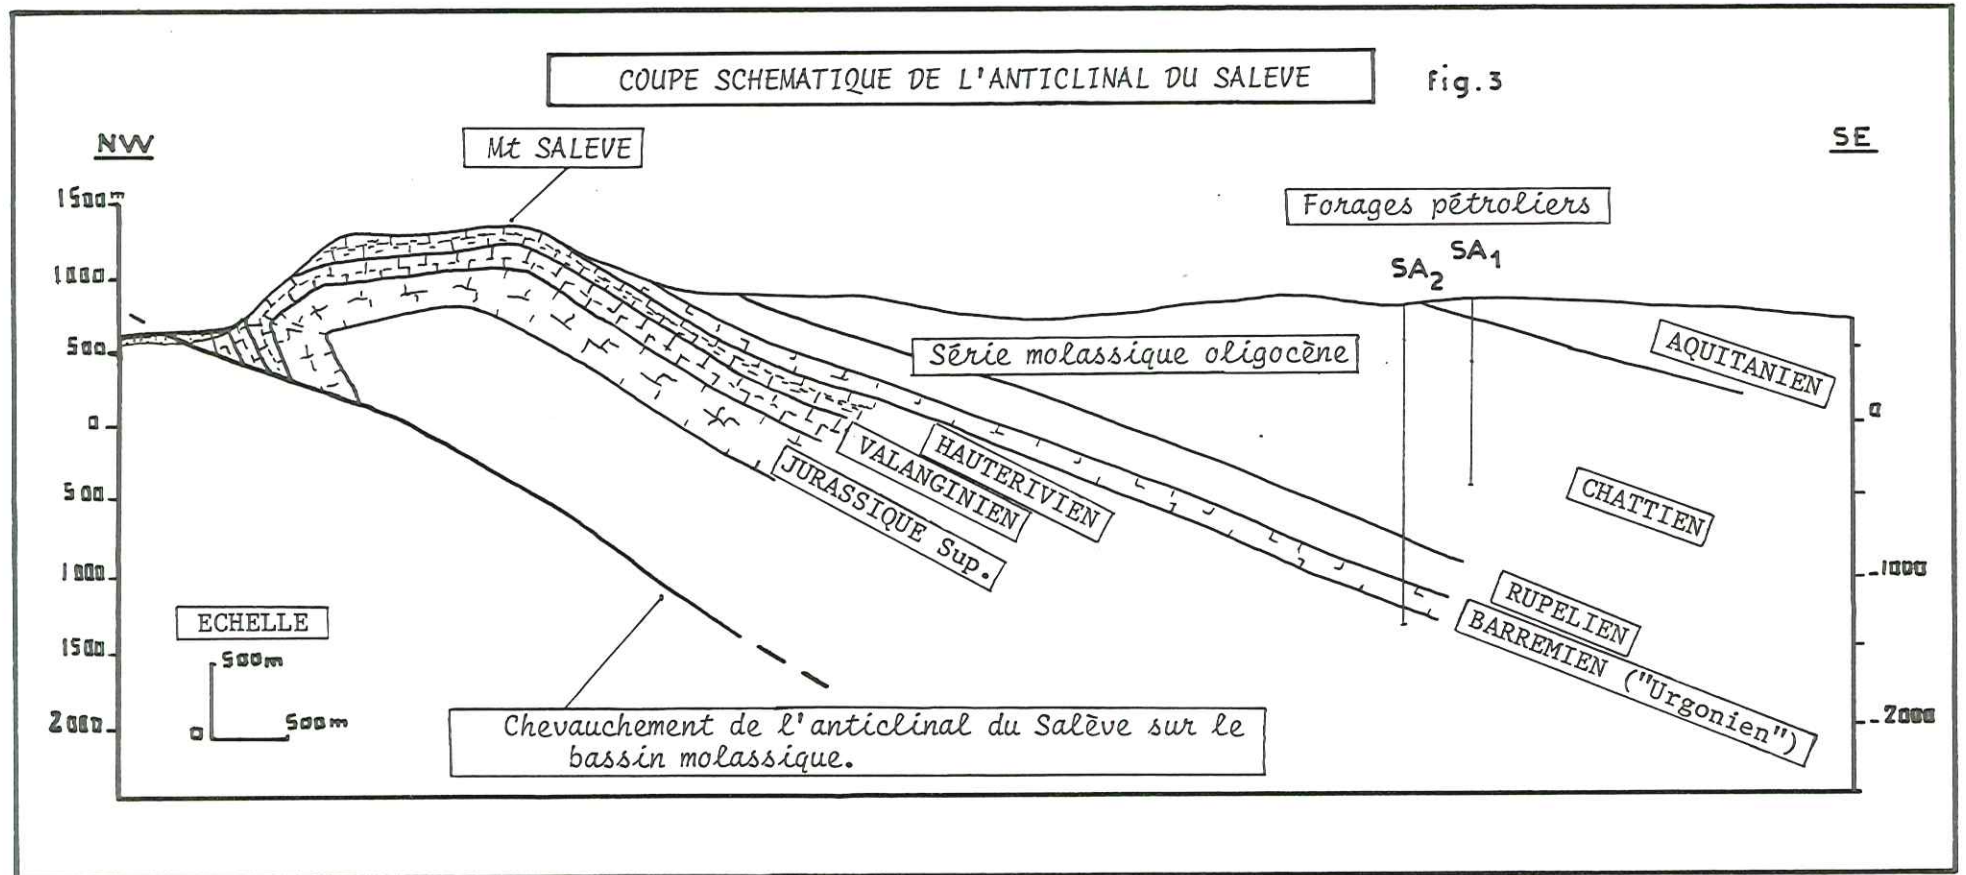 COUPE SCHEMATIQUE DE L'ANTICLINAL DU SALEVE
Fig.3
NW
Mt SALEVE
SE
Forages pétroliers
SA2
SA1
1500m
1000
500
0
500
1000
1500
2000
Série molassique oligocène
AQUITANIEN
0
CHATTIEN
HAUTERIVIEN
VALANGINIEN
JURASSIQUE Sup.
-1000
RUPELIEN
BARREMIEN ("Urgonien")
-2000
ECHELLE
500m
0
500m
Chevauchement de l'anticlinal du Salève sur le
bassin molassique.